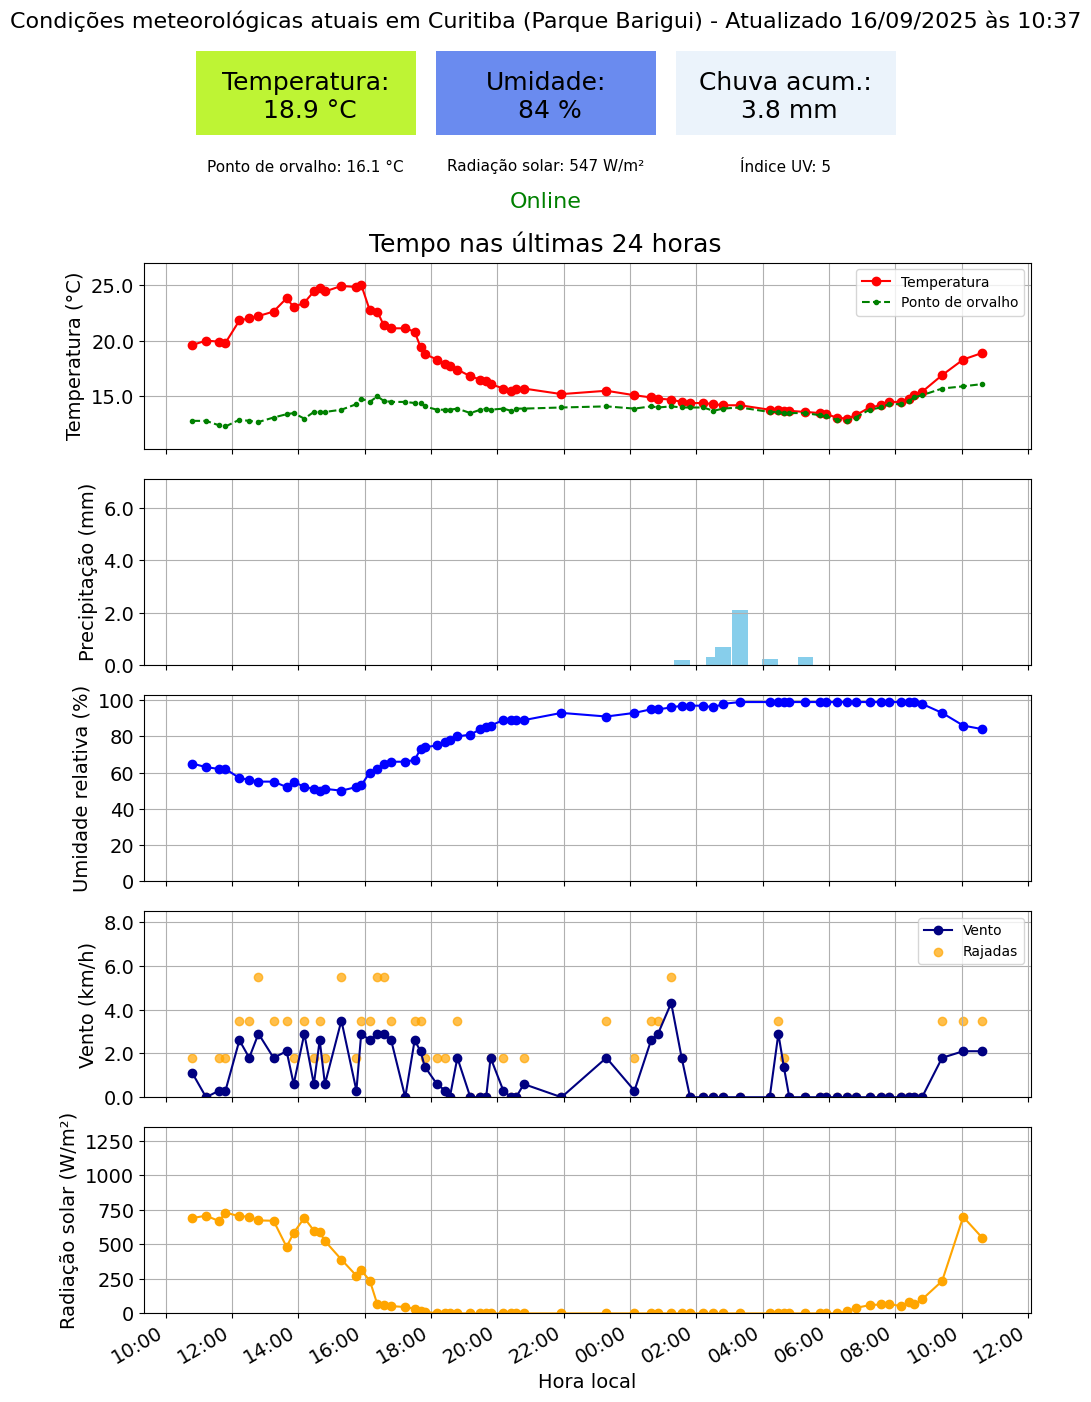 Condições meteorológicas atuais em Curitiba (Parque Barigui) - Atualizado 16/09/2025 às 10:37
Temperatura:
18.9 °C
Umidade:
84 %
Chuva acum.:
3.8 mm
Ponto de orvalho: 16.1 °C
Radiação solar: 547 W/m²
Índice UV: 5
Online
Tempo nas últimas 24 horas
Temperatura (°C)
25.0
20.0
15.0
Temperatura
Ponto de orvalho
Precipitação (mm)
6.0
4.0
2.0
0.0
Umidade relativa (%)
100
80
60
40
20
0
Vento (km/h)
8.0
6.0
4.0
2.0
0.0
Vento
Rajadas
Radiação solar (W/m²)
1250
1000
750
500
250
0
10:00
12:00
14:00
16:00
18:00
20:00
22:00
00:00
02:00
04:00
06:00
08:00
10:00
12:00
Hora local